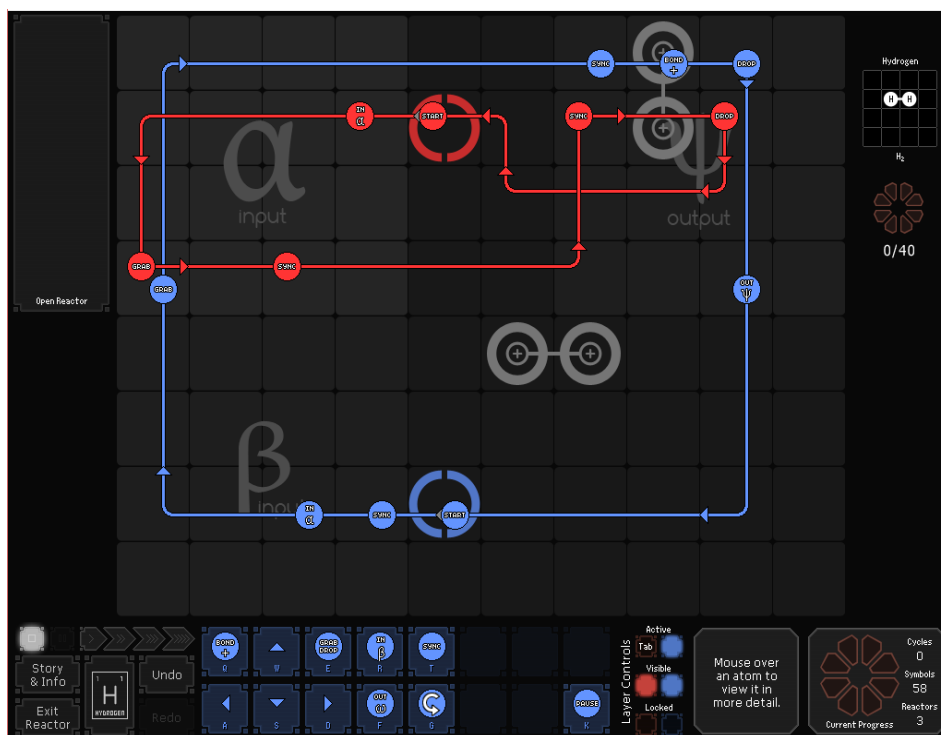 SYNC
BOND
+
DROP
Hydrogen
H H
H₂
IN
α
START
SYNC
DROP
α
input
ψ
output
0/40
GRAB
SYNC
GRAB
OUT
ψ
Open Reactor
β
input
IN
α
SYNC
START
Story
& Info
Exit
Reactor
1 1
H
HYDROGEN
Undo
Redo
BOND
+
Q
W
GRAB
DROP
E
IN
β
R
SYNC
T
A
S
D
OUT
ω
F
G
PAUSE
K
Layer Controls
Active
Tab
Visible
Locked
Mouse over
an atom to
view it in
more detail.
Cycles
0
Symbols
58
Reactors
3
Current Progress